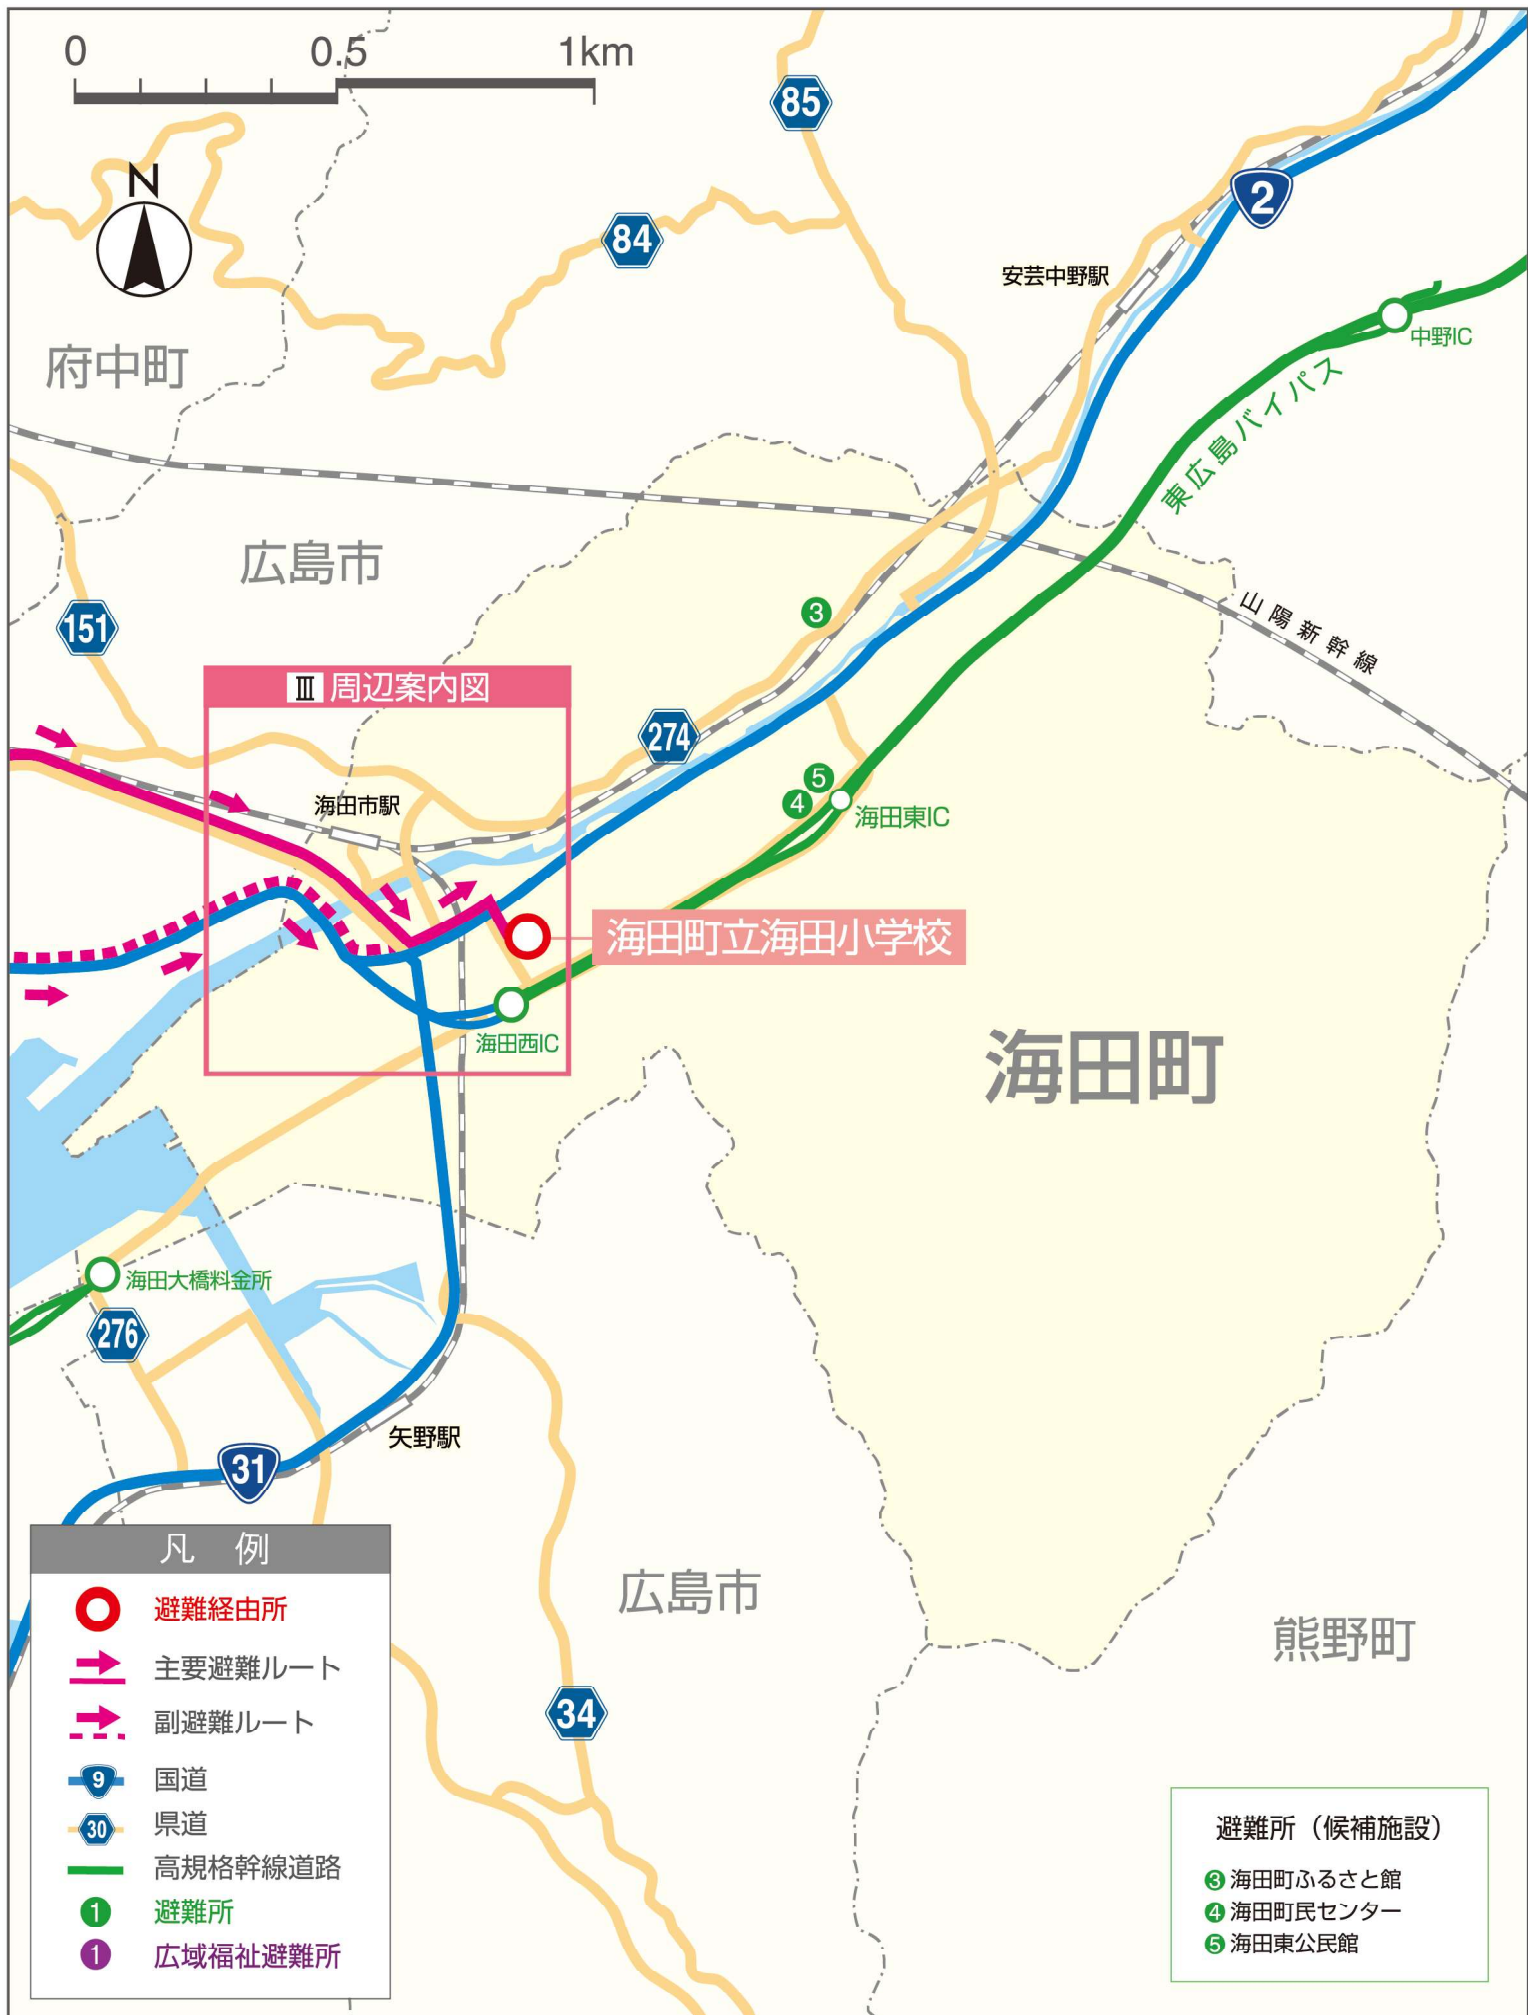 0 0.5 1km
N
85
2
84
安芸中野駅
中野IC
府中町
東広島バイパス
広島市
3
151
山陽新幹線
Ⅲ 周辺案内図
274
海田市駅
5
4
海田東IC
海田町立海田小学校
海田西IC
海田町
海田大橋料金所
276
矢野駅
31
広島市
熊野町
34
凡 例
避難経由所
主要避難ルート
副避難ルート
9 国道
30 県道
高規格幹線道路
1 避難所
1 広域福祉避難所
避難所（候補施設）
3 海田町ふるさと館
4 海田町民センター
5 海田東公民館